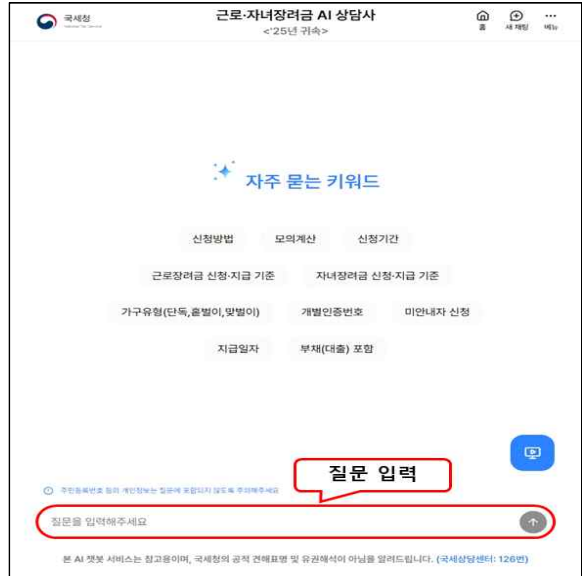 국세청
근로·자녀장려금 AI 상담사
<'25년 귀속>
홈
새 채팅
메뉴
자주 묻는 키워드
신청방법 모의계산 신청기간
근로장려금 신청·지급 기준 자녀장려금 신청·지급 기준
가구유형(단독,홑벌이,맞벌이) 개별인증번호 미안내자 신청
지급일자 부채(대출) 포함
질문 입력
주민등록번호 등의 개인정보는 질문에 포함되지 않도록 주의해주세요
질문을 입력해주세요
본 AI 챗봇 서비스는 참고용이며, 국세청의 공적 견해표명 및 유권해석이 아님을 알려드립니다. (국세상담센터: 126번)